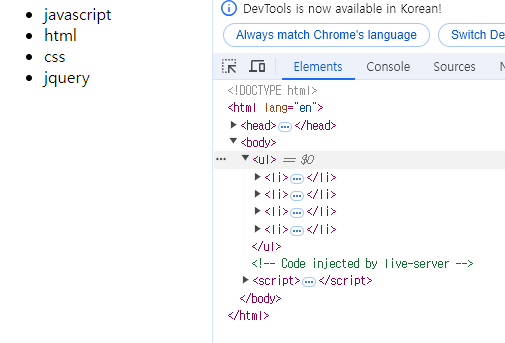 javascript
html
css
jquery
DevTools is now available in Korean!
Always match Chrome's language
Switch De
Elements
Console
Sources
N
<!DOCTYPE html>
<html lang="en">
<head>…</head>
<body>
… <ul> == $0
<li>…</li>
<li>…</li>
<li>…</li>
<li>…</li>
</ul>
<!-- Code injected by live-server -->
<script>…</script>
</body>
</html>